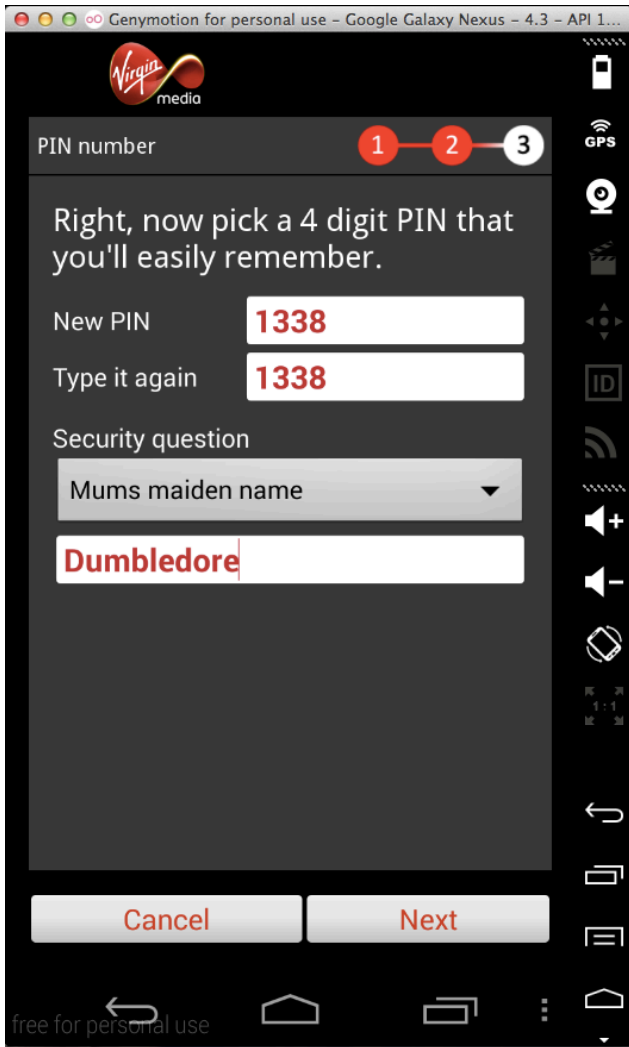 Genymotion for personal use – Google Galaxy Nexus – 4.3 – API 1...
Virgin
media
GPS
PIN number
1 2 3
Right, now pick a 4 digit PIN that
you'll easily remember.
New PIN 1338
Type it again 1338
ID
Security question
Mums maiden name
Dumbledore
1:1
Cancel Next
free for personal use